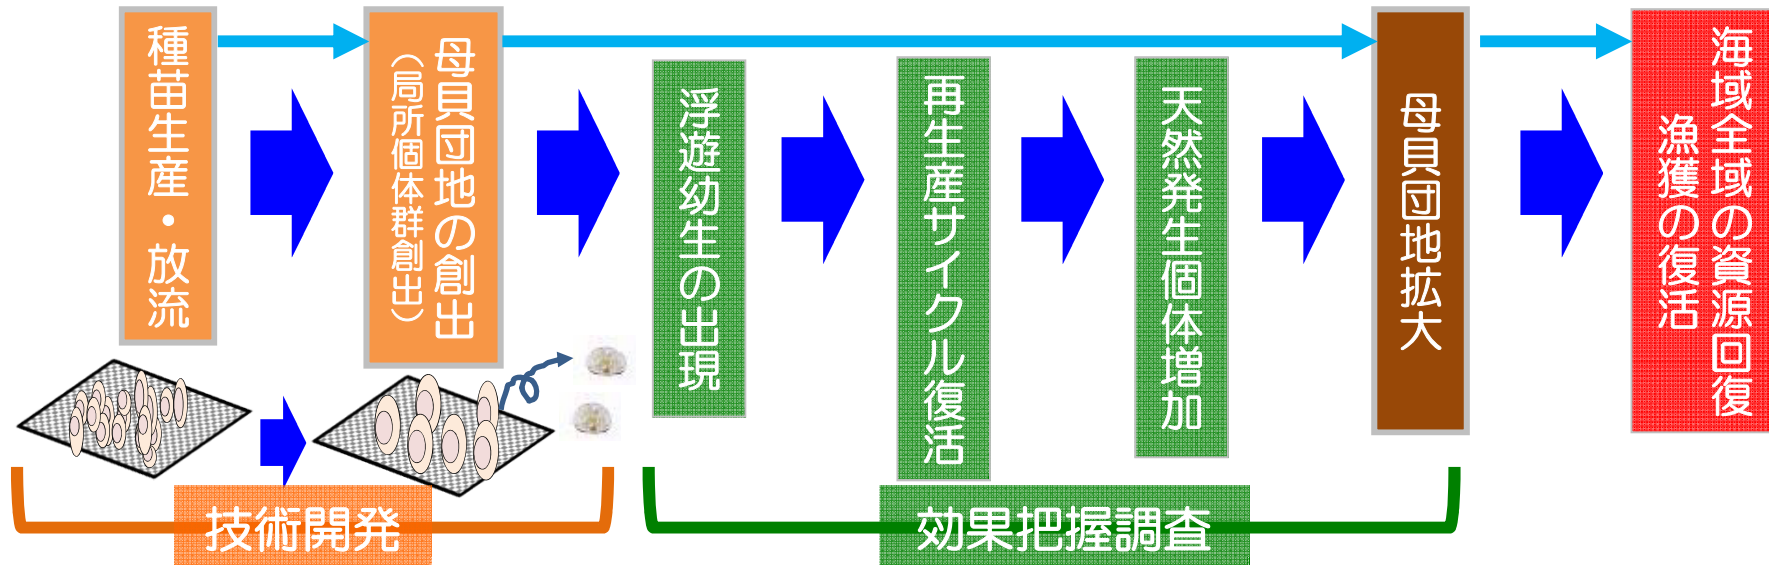 種苗生産・放流
母貝団地の創出
（局所個体群創出）
浮遊幼生の出現
再生産サイクル復活
天然発生個体増加
母貝団地拡大
海域全域の資源回復
漁獲の復活
技術開発
効果把握調査